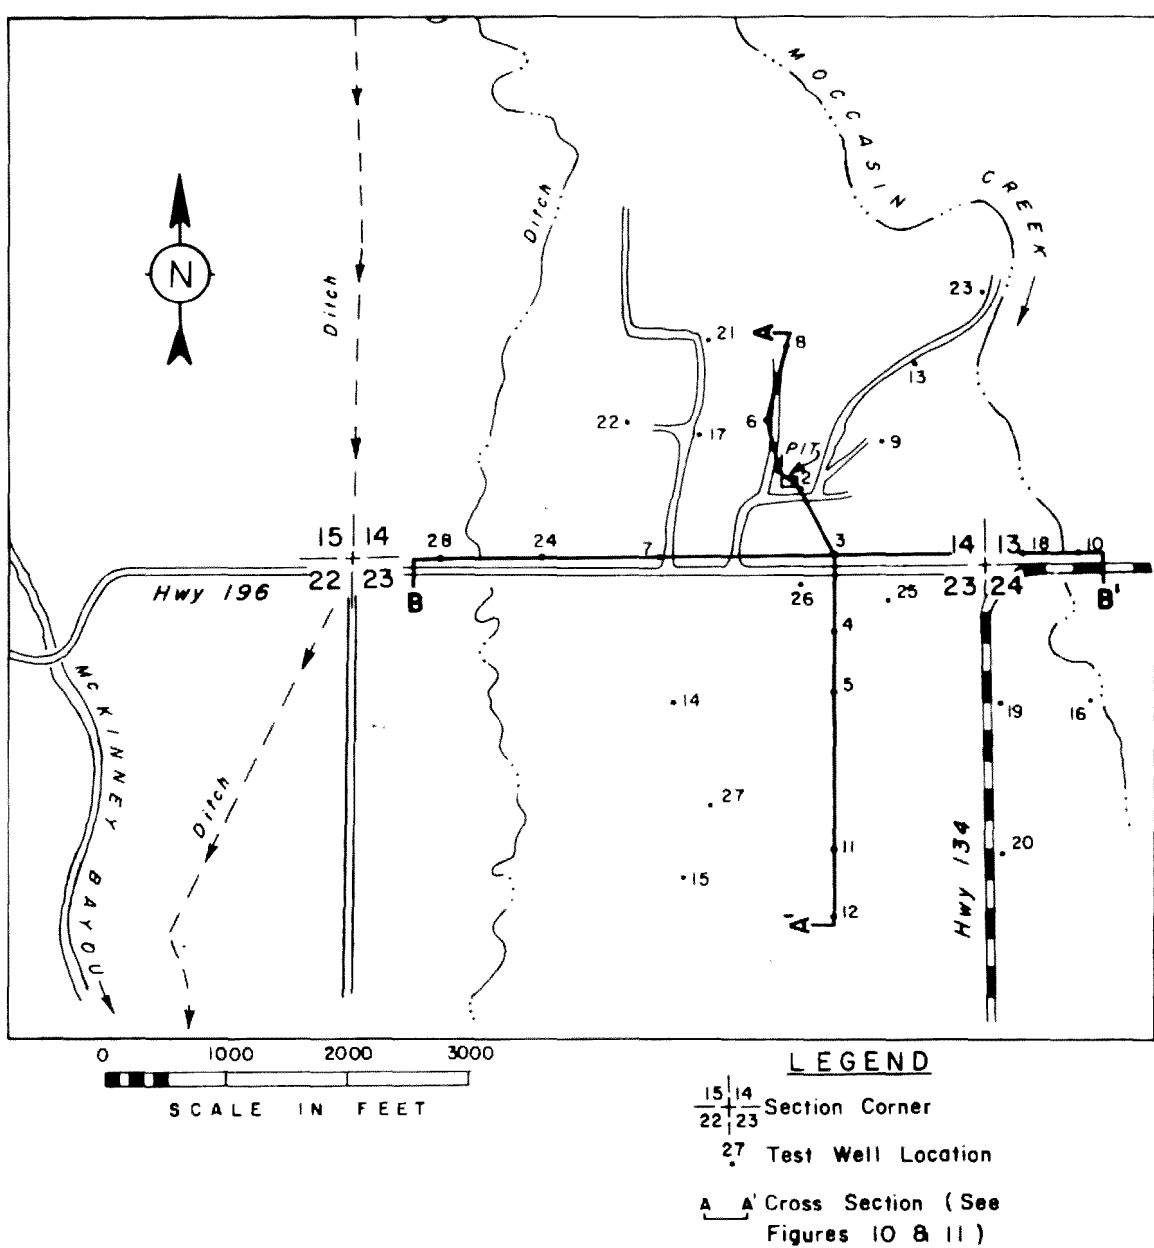 MOCCASIN CREEK
Ditch
Ditch
N
23
21
A
8
13
22
6
17
9
PIT
2
15 14
22 23
28
24
7
3
14 13
23 24
18
10
Hwy 196
B
B'
26
25
4
5
14
19
16
McKINNEY BAYOU
Ditch
27
11
20
15
Hwy 134
12
A'
0 1000 2000 3000
SCALE IN FEET
LEGEND
15 14
22 23
Section Corner
27
Test Well Location
A A' Cross Section (See
Figures 10 & 11)